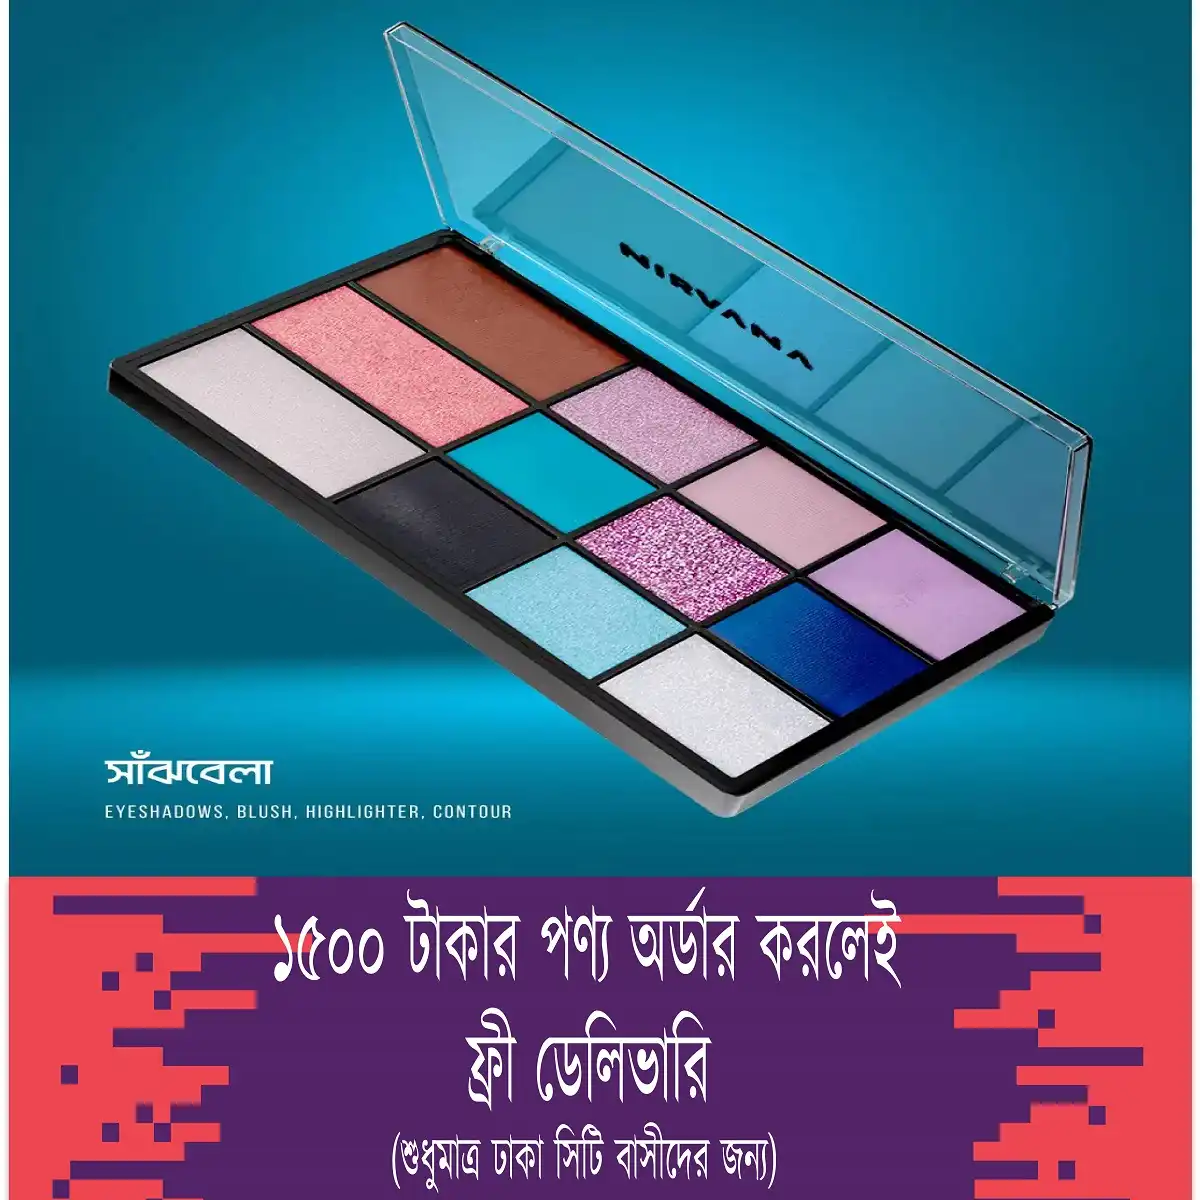 NIRVANA
সাঁঝবেলা
EYESHADOWS, BLUSH, HIGHLIGHTER, CONTOUR
১৫০০ টাকার পণ্য অর্ডার করলেই
ফ্রী ডেলিভারি
(শুধুমাত্র ঢাকা সিটি বাসীদের জন্য)